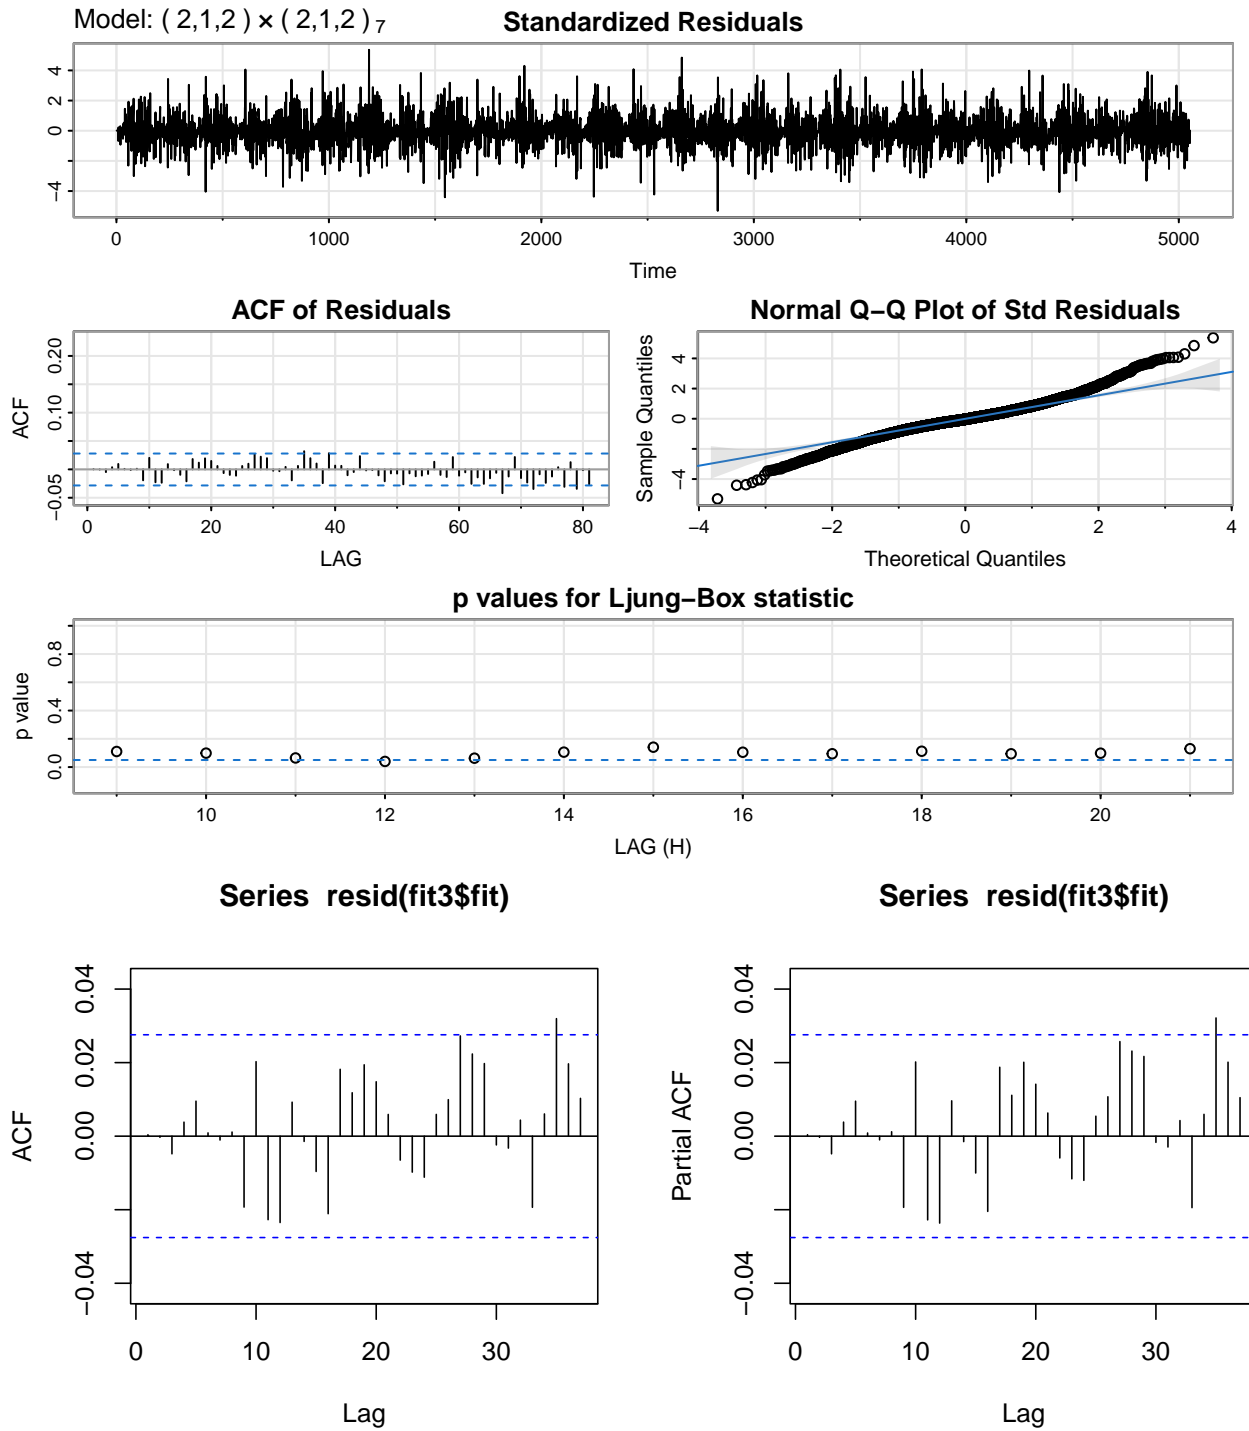 Model: ( 2,1,2 ) × ( 2,1,2 ) 7
Standardized Residuals
4
2
0
−4
0
1000
2000
3000
4000
5000
Time
ACF of Residuals
ACF
0.20
0.10
−0.05
0
20
40
60
80
LAG
Normal Q−Q Plot of Std Residuals
Sample Quantiles
4
2
0
−4
−4
−2
0
2
4
Theoretical Quantiles
p values for Ljung−Box statistic
p value
0.8
0.4
0.0
10
12
14
16
18
20
LAG (H)
Series resid(fit3$fit)
ACF
0.04
0.02
0.00
−0.04
0
10
20
30
Lag
Series resid(fit3$fit)
Partial ACF
0.04
0.02
0.00
−0.04
0
10
20
30
Lag